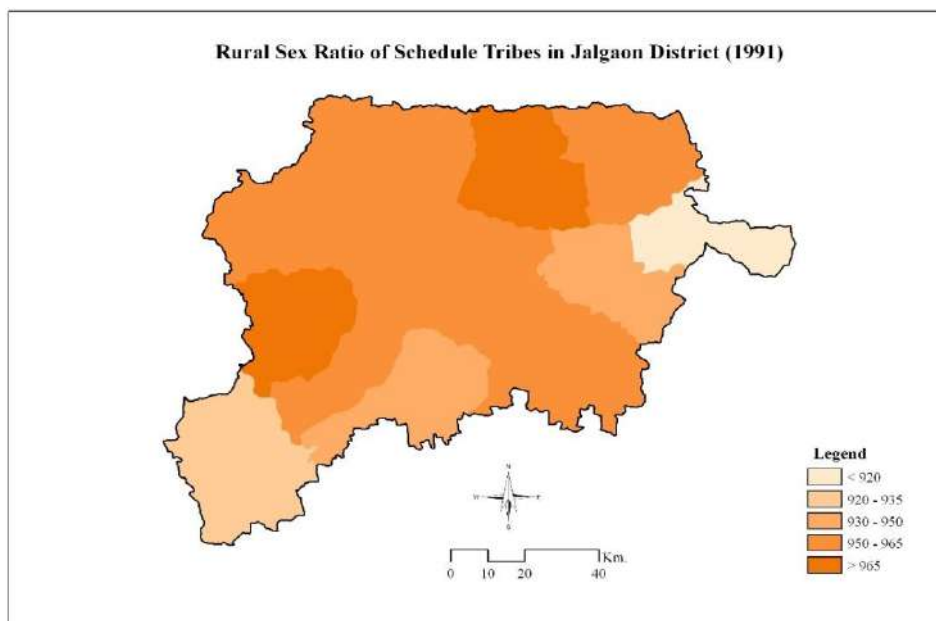 Rural Sex Ratio of Schedule Tribes in Jalgaon District (1991)
N
W E
S
Legend
< 920
920 - 935
930 - 950
950 - 965
> 965
Km.
0 10 20 40